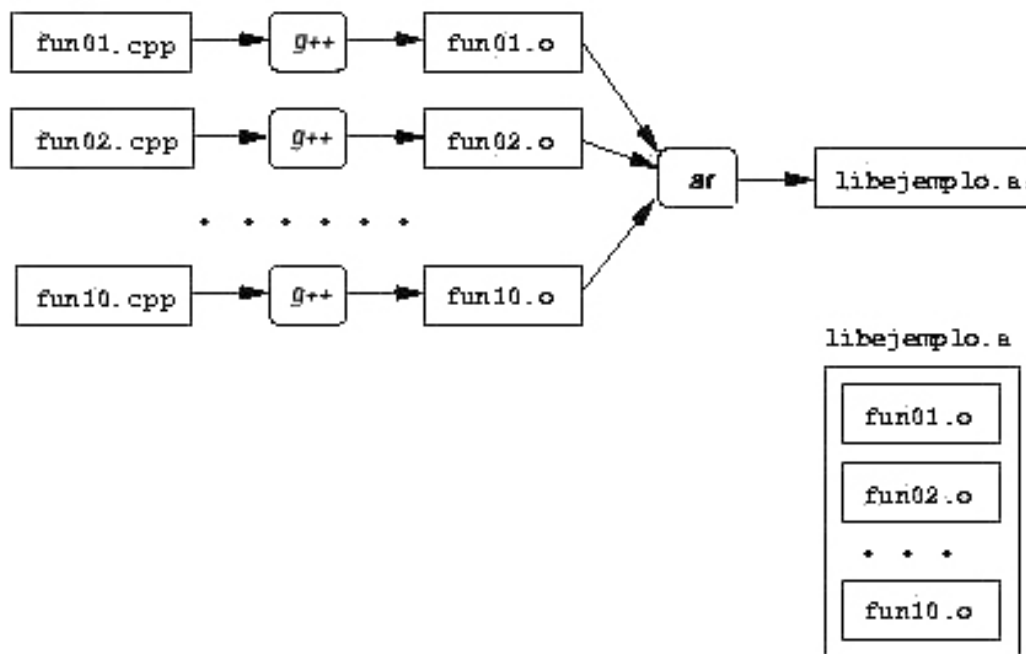 fun01.cpp g++ fun01.o
fun02.cpp g++ fun02.o
ar libejemplo.a
. . . . . .
fun10.cpp g++ fun10.o
libejemplo.a
fun01.o
fun02.o
. . .
fun10.o